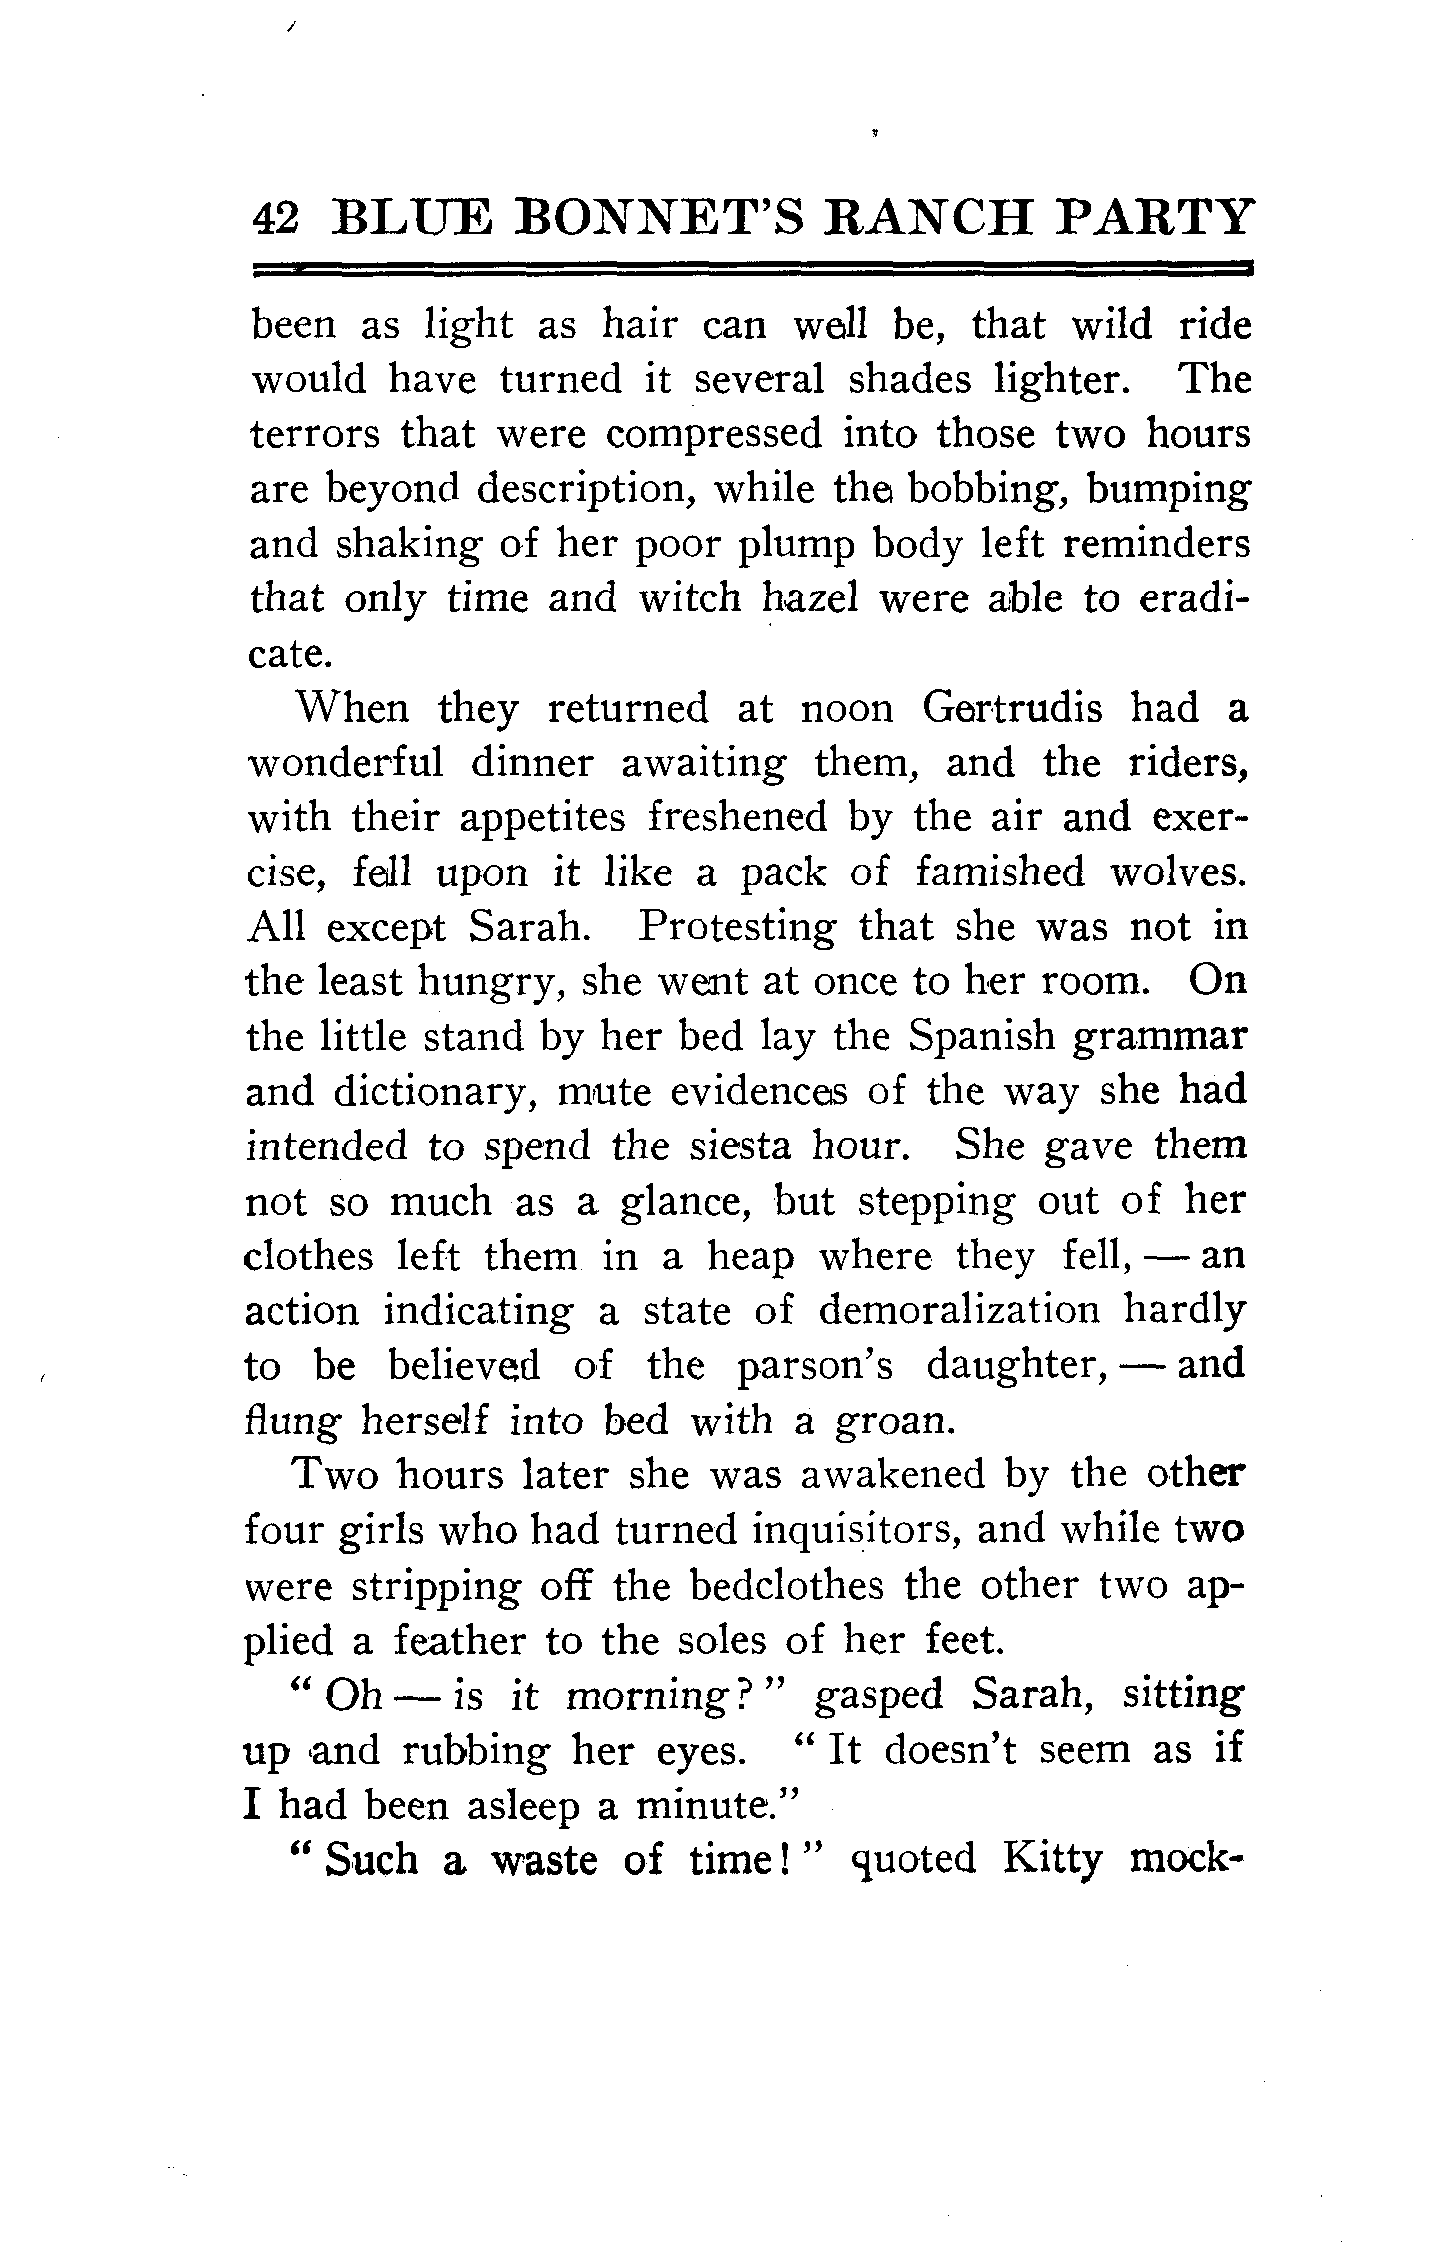 42 BLUE BONNET'S RANCH PARTY
been as light as hair can well be, that wild ride
would have turned it several shades lighter. The
terrors that were compressed into those two hours
are beyond description, while the bobbing, bumping
and shaking of her poor plump body left reminders
that only time and witch hazel were able to eradi-
cate.
When they returned at noon Gertrudis had a
wonderful dinner awaiting them, and the riders,
with their appetites freshened by the air and exer-
cise, fell upon it like a pack of famished wolves.
All except Sarah. Protesting that she was not in
the least hungry, she went at once to her room. On
the little stand by her bed lay the Spanish grammar
and dictionary, mute evidences of the way she had
intended to spend the siesta hour. She gave them
not so much as a glance, but stepping out of her
clothes left them in a heap where they fell, — an
action indicating a state of demoralization hardly
to be believed of the parson's daughter, — and
flung herself into bed with a groan.
Two hours later she was awakened by the other
four girls who had turned inquisitors, and while two
were stripping off the bedclothes the other two ap-
plied a feather to the soles of her feet.
" Oh — is it morning? " gasped Sarah, sitting
up and rubbing her eyes. " It doesn't seem as if
I had been asleep a minute."
" Such a waste of time! " quoted Kitty mock-